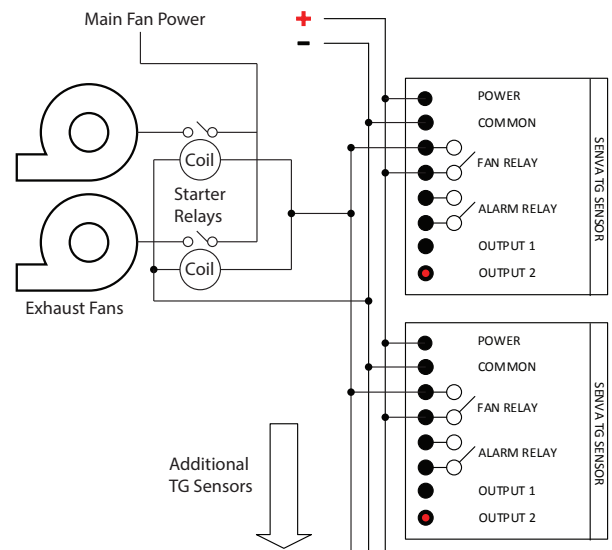 Main Fan Power
+
−
POWER
COMMON
FAN RELAY
ALARM RELAY
OUTPUT 1
OUTPUT 2
SENVA TG SENSOR
Coil
Starter
Relays
Coil
Exhaust Fans
POWER
COMMON
FAN RELAY
ALARM RELAY
OUTPUT 1
OUTPUT 2
SENVA TG SENSOR
Additional
TG Sensors